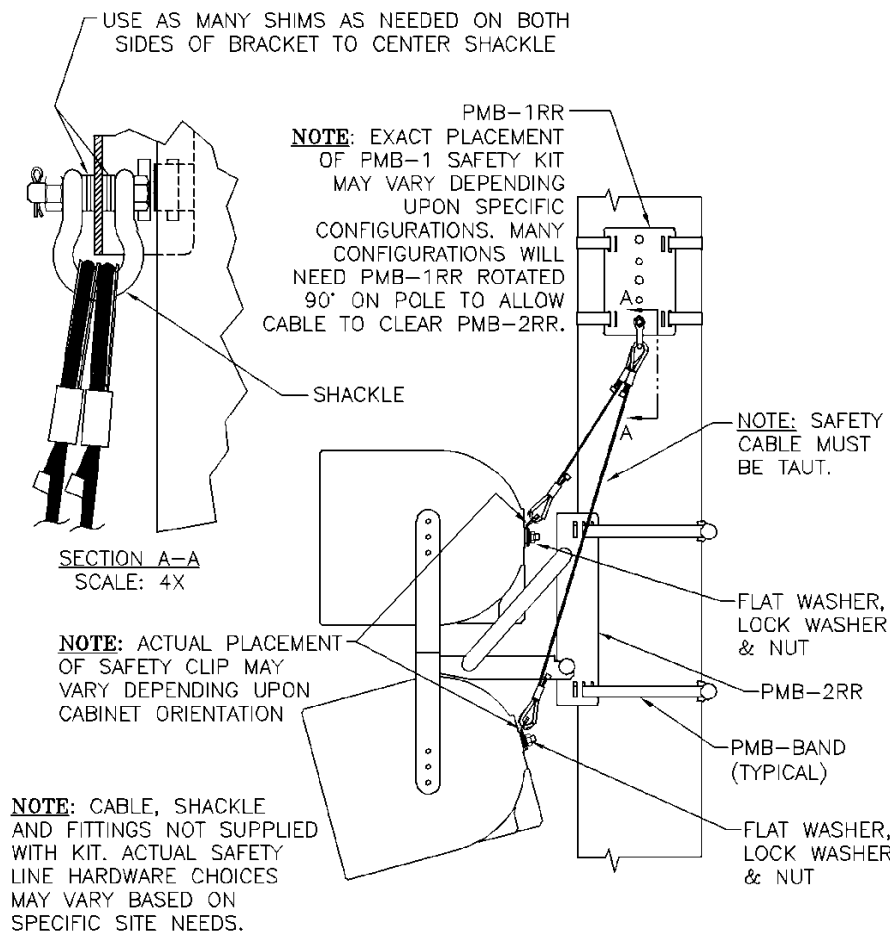 USE AS MANY SHIMS AS NEEDED ON BOTH
SIDES OF BRACKET TO CENTER SHACKLE
PMB-1RR
NOTE: EXACT PLACEMENT
OF PMB-1 SAFETY KIT
MAY VARY DEPENDING
UPON SPECIFIC
CONFIGURATIONS. MANY
CONFIGURATIONS WILL
NEED PMB-1RR ROTATED
90° ON POLE TO ALLOW
CABLE TO CLEAR PMB-2RR.
A
A
SHACKLE
NOTE: SAFETY
CABLE MUST
BE TAUT.
SECTION A-A
SCALE: 4X
FLAT WASHER,
LOCK WASHER
& NUT
NOTE: ACTUAL PLACEMENT
OF SAFETY CLIP MAY
VARY DEPENDING UPON
CABINET ORIENTATION
PMB-2RR
PMB-BAND
(TYPICAL)
NOTE: CABLE, SHACKLE
AND FITTINGS NOT SUPPLIED
WITH KIT. ACTUAL SAFETY
LINE HARDWARE CHOICES
MAY VARY BASED ON
SPECIFIC SITE NEEDS.
FLAT WASHER,
LOCK WASHER
& NUT